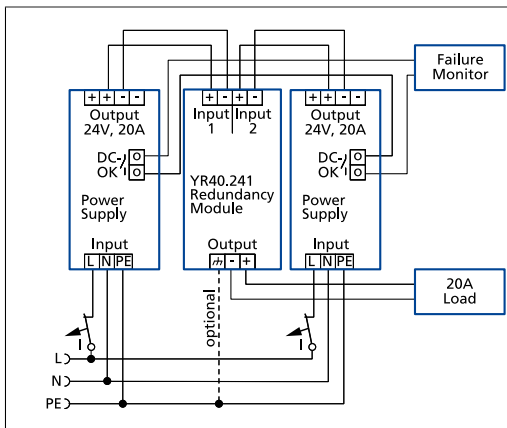 Failure
Monitor
+ + - -
Output
24V, 20A
DC-
OK
Power
Supply
Input
L N PE
+ - + -
Input Input
1 2
YR40.241
Redundancy
Module
Output
- +
+ + - -
Output
24V, 20A
DC-
OK
Power
Supply
Input
L N PE
20A
Load
optional
I
I
L
N
PE